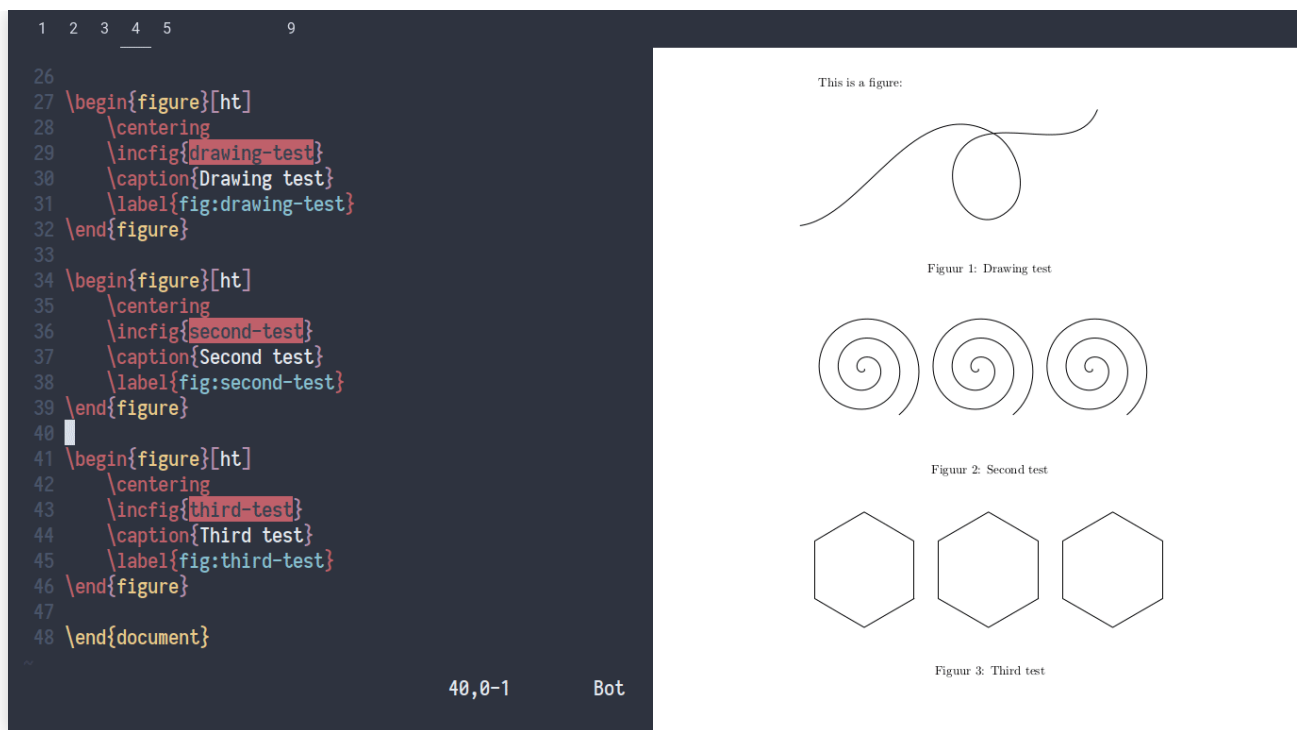 1 2 3 4 5 9
26
27 \begin{figure}[ht]
28     \centering
29     \incfig{drawing-test}
30     \caption{Drawing test}
31     \label{fig:drawing-test}
32 \end{figure}
33
34 \begin{figure}[ht]
35     \centering
36     \incfig{second-test}
37     \caption{Second test}
38     \label{fig:second-test}
39 \end{figure}
40
41 \begin{figure}[ht]
42     \centering
43     \incfig{third-test}
44     \caption{Third test}
45     \label{fig:third-test}
46 \end{figure}
47
48 \end{document}
~
40,0-1 Bot
This is a figure:
Figuur 1: Drawing test
Figuur 2: Second test
Figuur 3: Third test